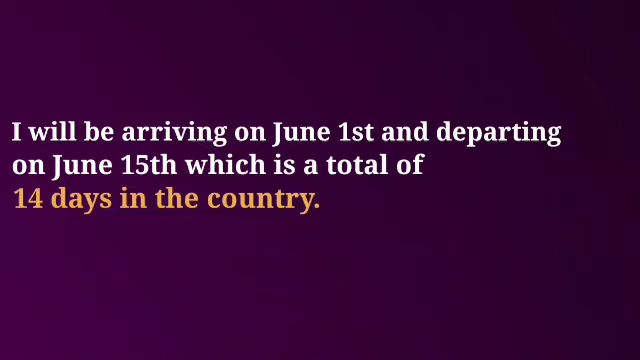 I will be arriving on June 1st and departing
on June 15th which is a total of
14 days in the country.